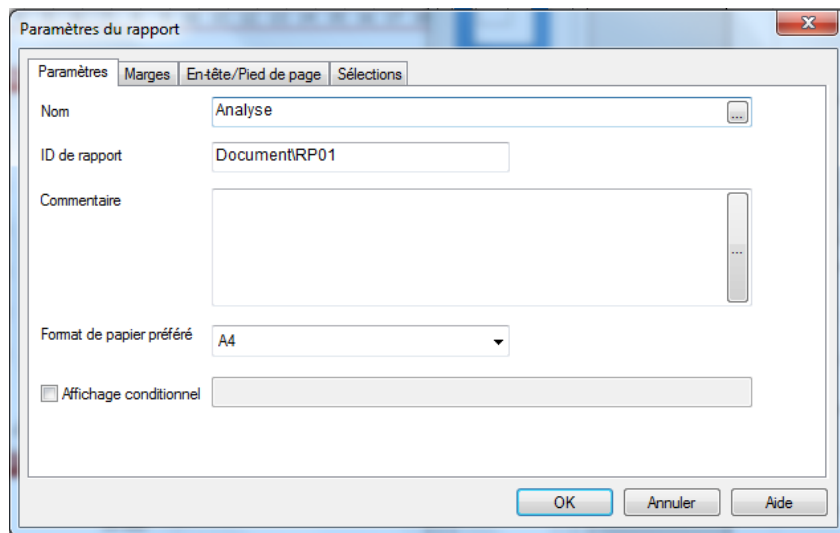 Paramètres du rapport
Paramètres Marges En-tête/Pied de page Sélections
Nom Analyse ...
ID de rapport Document\RP01
Commentaire ...
Format de papier préféré A4
Affichage conditionnel
OK Annuler Aide